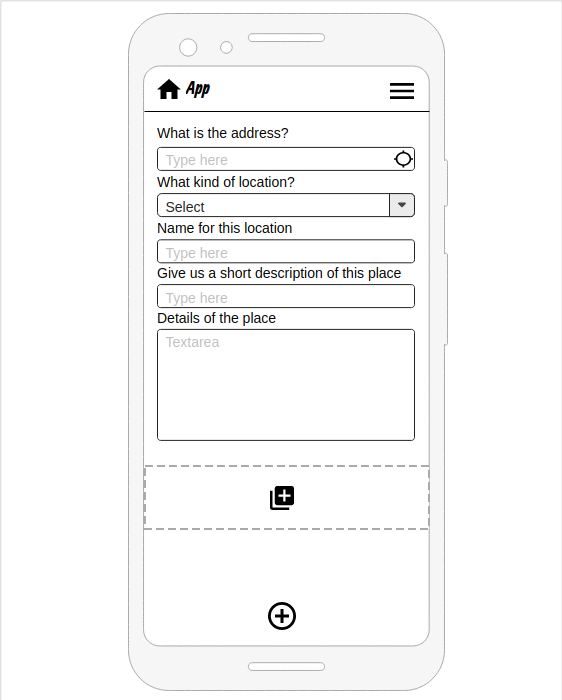 App
What is the address?
Type here
What kind of location?
Select
Name for this location
Type here
Give us a short description of this place
Type here
Details of the place
Textarea